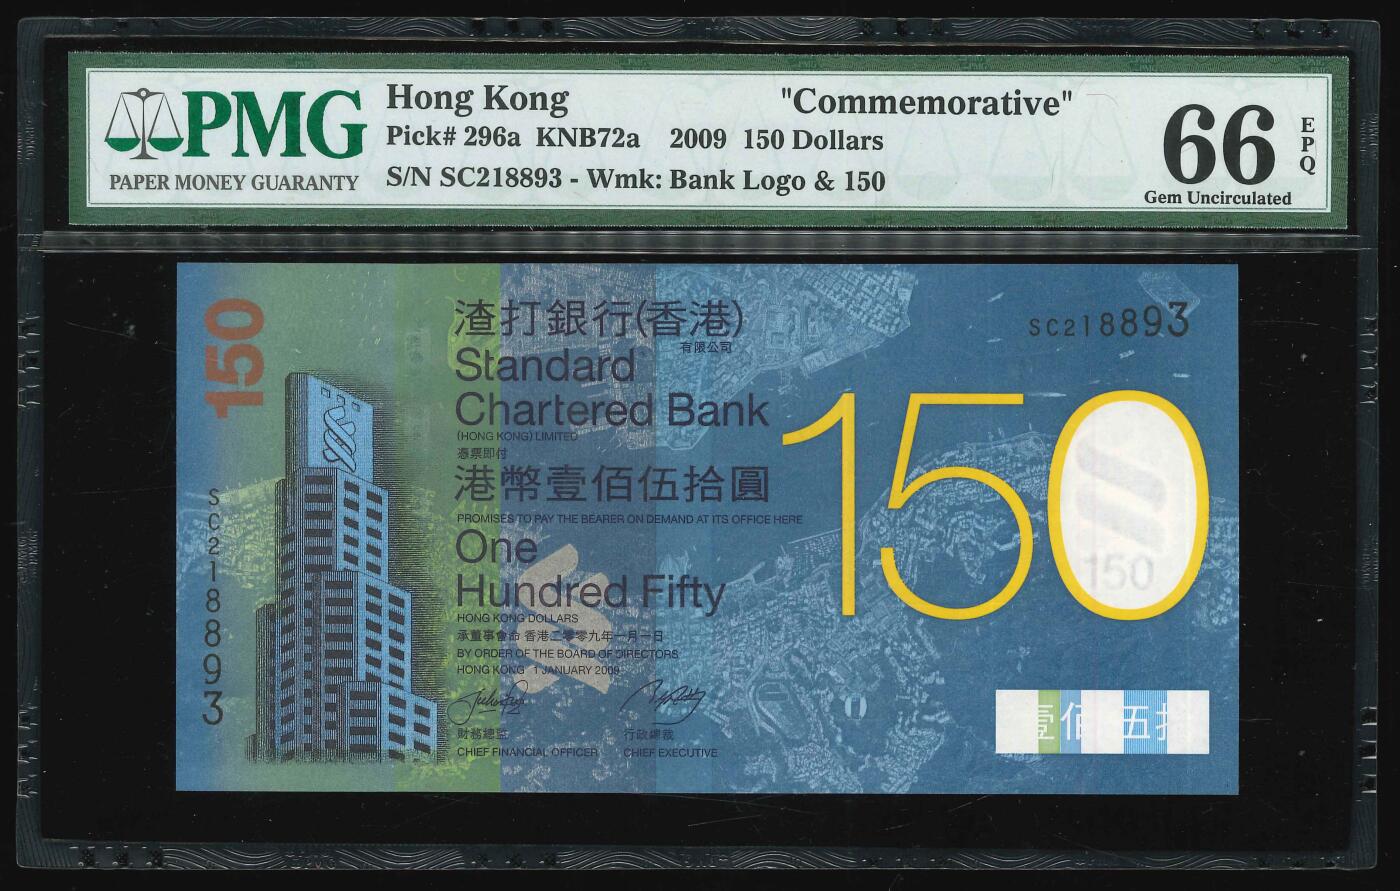 PMG
PAPER MONEY GUARANTY
Hong Kong "Commemorative"
Pick# 296a KNB72a 2009 150 Dollars
S/N SC218893 - Wmk: Bank Logo & 150
66
EPQ
Gem Uncirculated
150
SC218893
渣打銀行(香港)
有限公司
Standard
Chartered Bank
(HONG KONG) LIMITED
憑票即付
港幣壹佰伍拾圓
PROMISES TO PAY THE BEARER ON DEMAND AT ITS OFFICE HERE
One
Hundred Fifty
HONG KONG DOLLARS
承董事會命 香港二零零九年一月一日
BY ORDER OF THE BOARD OF DIRECTORS
HONG KONG 1 JANUARY 2009
財務總監 行政總裁
CHIEF FINANCIAL OFFICER CHIEF EXECUTIVE
SC218893
150
150
壹佰伍拾